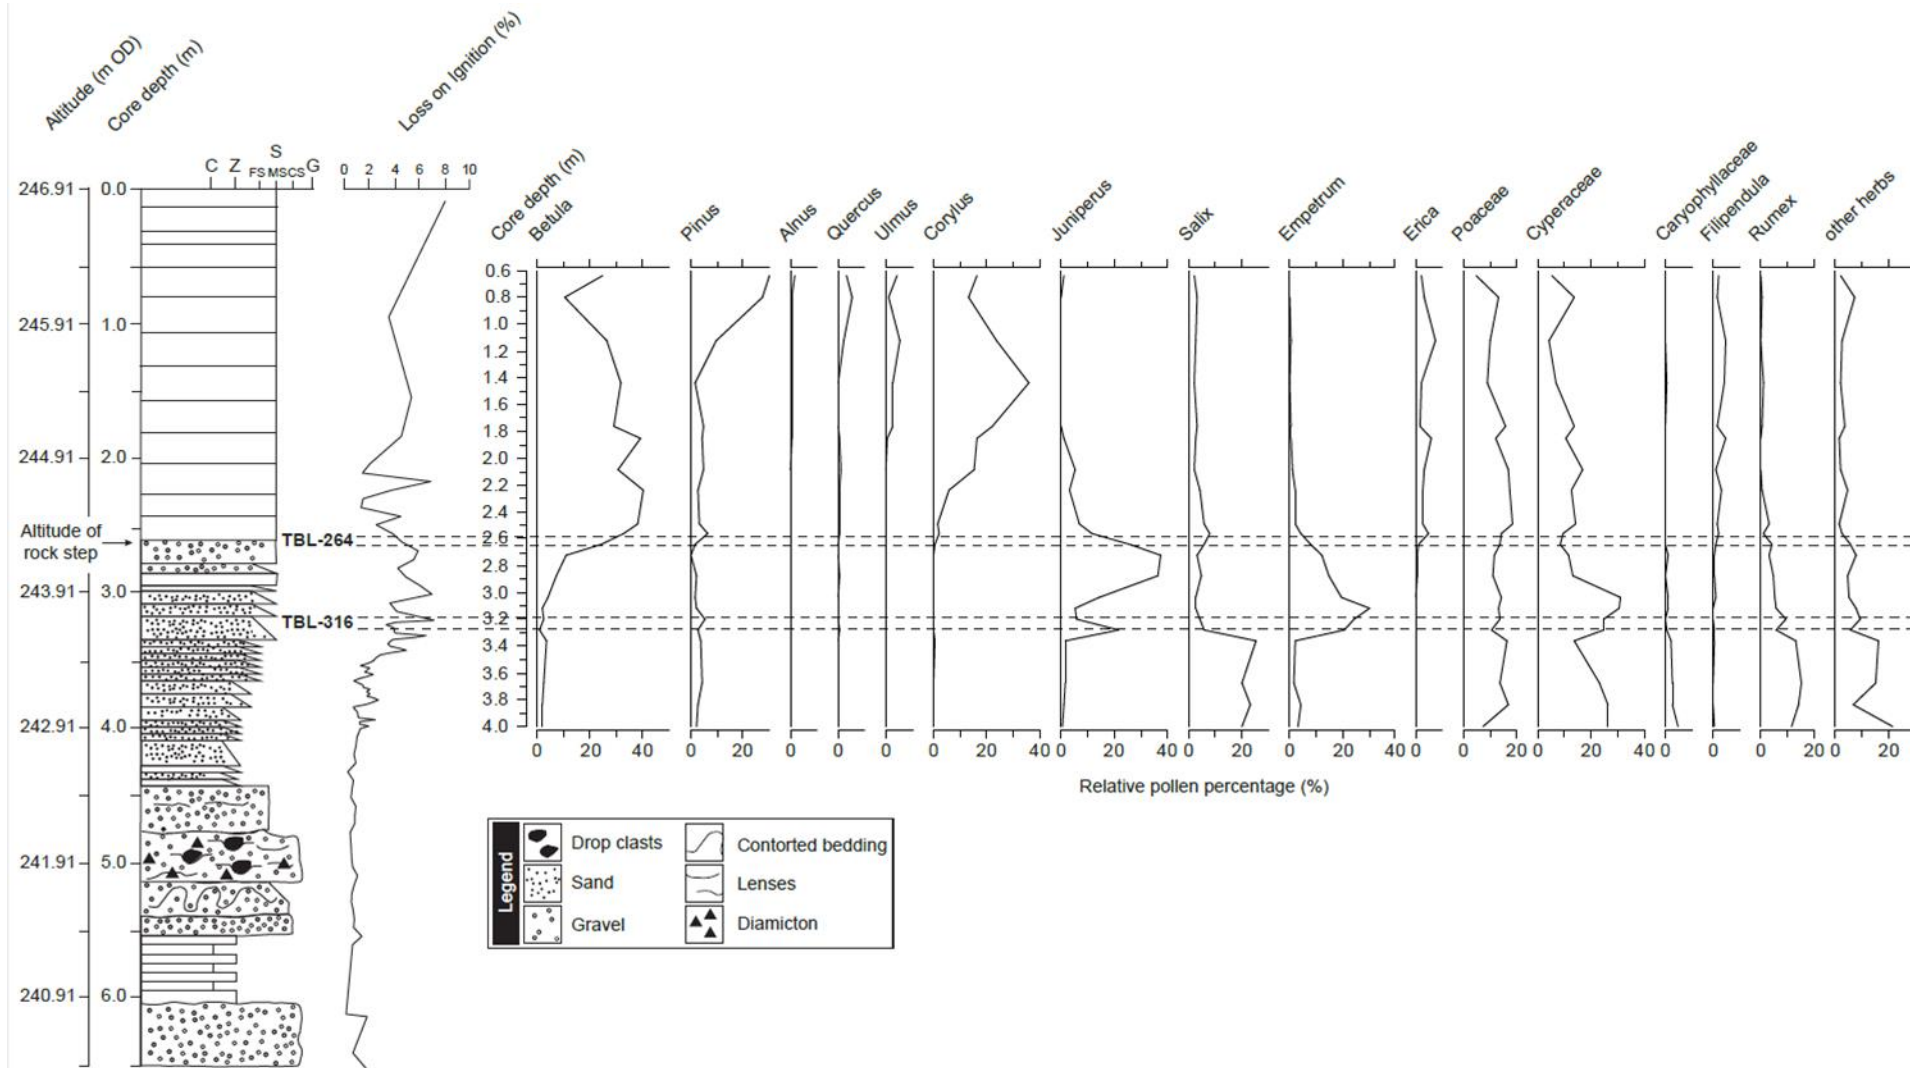 Altitude (m OD)
Core depth (m)
Loss on Ignition (%)
C Z FS S MS CS G
0 2 4 6 8 10
246.91
245.91
244.91
243.91
242.91
241.91
240.91
0.0
1.0
2.0
3.0
4.0
5.0
6.0
Altitude of
rock step
TBL-264
TBL-316
Core depth (m)
Betula
Pinus
Alnus
Quercus
Ulmus
Corylus
Juniperus
Salix
Empetrum
Erica
Poaceae
Cyperaceae
Caryophyllaceae
Filipendula
Rumex
other herbs
0.6
0.8
1.0
1.2
1.4
1.6
1.8
2.0
2.2
2.4
2.6
2.8
3.0
3.2
3.4
3.6
3.8
4.0
0 20 40 0 20 0 0 0 0 20 40 0 20 40 0 20 0 20 40 0 0 20 0 20 40 0 0 0 20 0 20
Relative pollen percentage (%)
Legend
Drop clasts
Contorted bedding
Sand
Lenses
Gravel
Diamicton